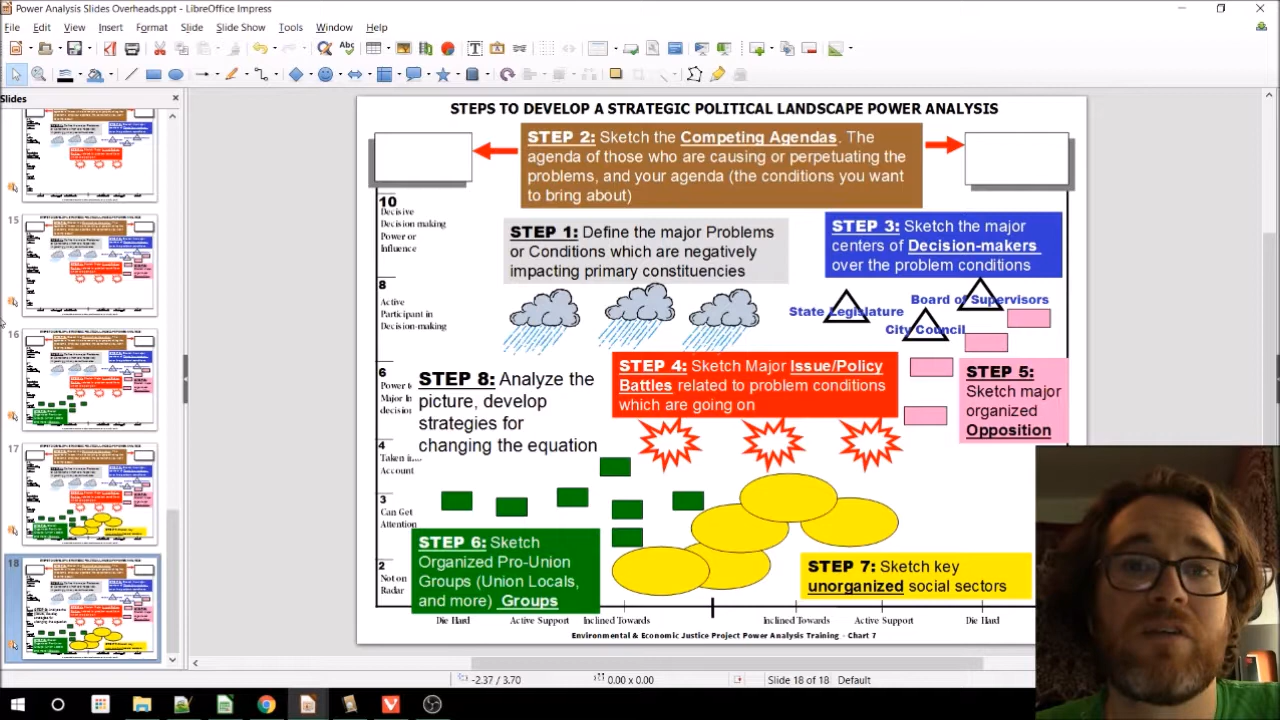 Power Analysis Slides Overheads.ppt - LibreOffice Impress
File Edit View Insert Format Slide Slide Show Tools Window Help
Slides
15
16
17
18
STEPS TO DEVELOP A STRATEGIC POLITICAL LANDSCAPE POWER ANALYSIS
STEP 2: Sketch the Competing Agendas. The
agenda of those who are causing or perpetuating the
problems, and your agenda (the conditions you want
to bring about)
10
Decisive
Decision making
Power or
Influence
STEP 1: Define the major Problems
or Conditions which are negatively
impacting primary constituencies
STEP 3: Sketch the major
centers of Decision-makers
over the problem conditions
8
Active
Participant in
Decision-making
State Legislature
Board of Supervisors
City Council
6
Power t
Major In
decision
STEP 8: Analyze the
picture, develop
strategies for
changing the equation
STEP 4: Sketch Major Issue/Policy
Battles related to problem conditions
which are going on
STEP 5:
Sketch major
organized
Opposition
4
Taken i
Account
3
Can Get
Attention
STEP 6: Sketch
Organized Pro-Union
Groups (Union Locals,
and more) Groups
STEP 7: Sketch key
unorganized social sectors
2
Not on
Radar
Die Hard Active Support Inclined Towards Inclined Towards Active Support Die Hard
Environmental & Economic Justice Project Power Analysis Training - Chart 7
-2.37 / 3.70 0.00 x 0.00 Slide 18 of 18 Default